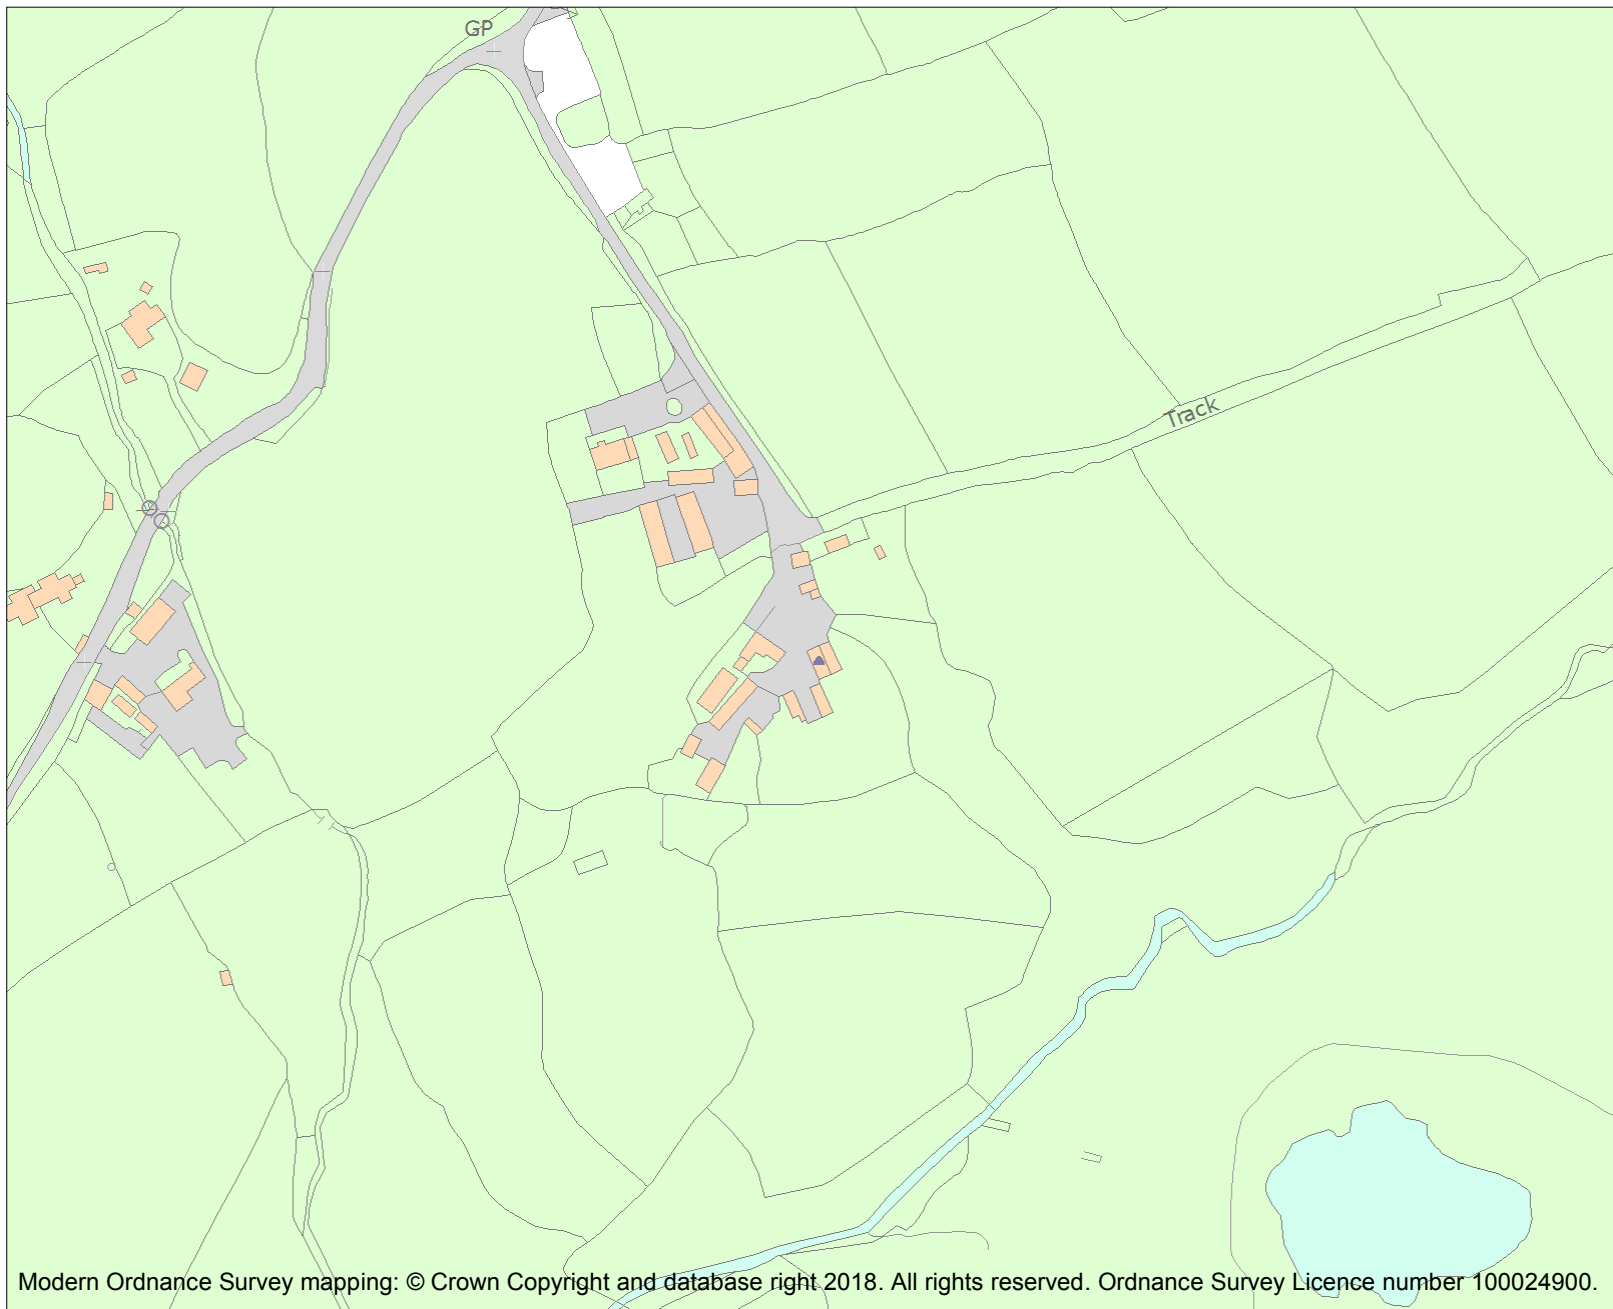 GP
Track
Modern Ordnance Survey mapping: © Crown Copyright and database right 2018. All rights reserved. Ordnance Survey Licence number 100024900.